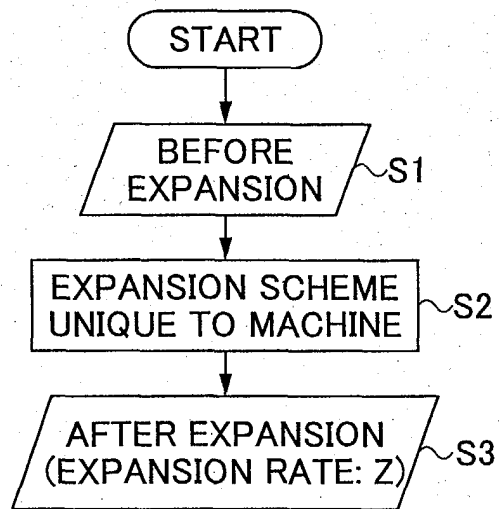 START
BEFORE
EXPANSION
S1
EXPANSION SCHEME
UNIQUE TO MACHINE
S2
AFTER EXPANSION
(EXPANSION RATE: Z)
S3